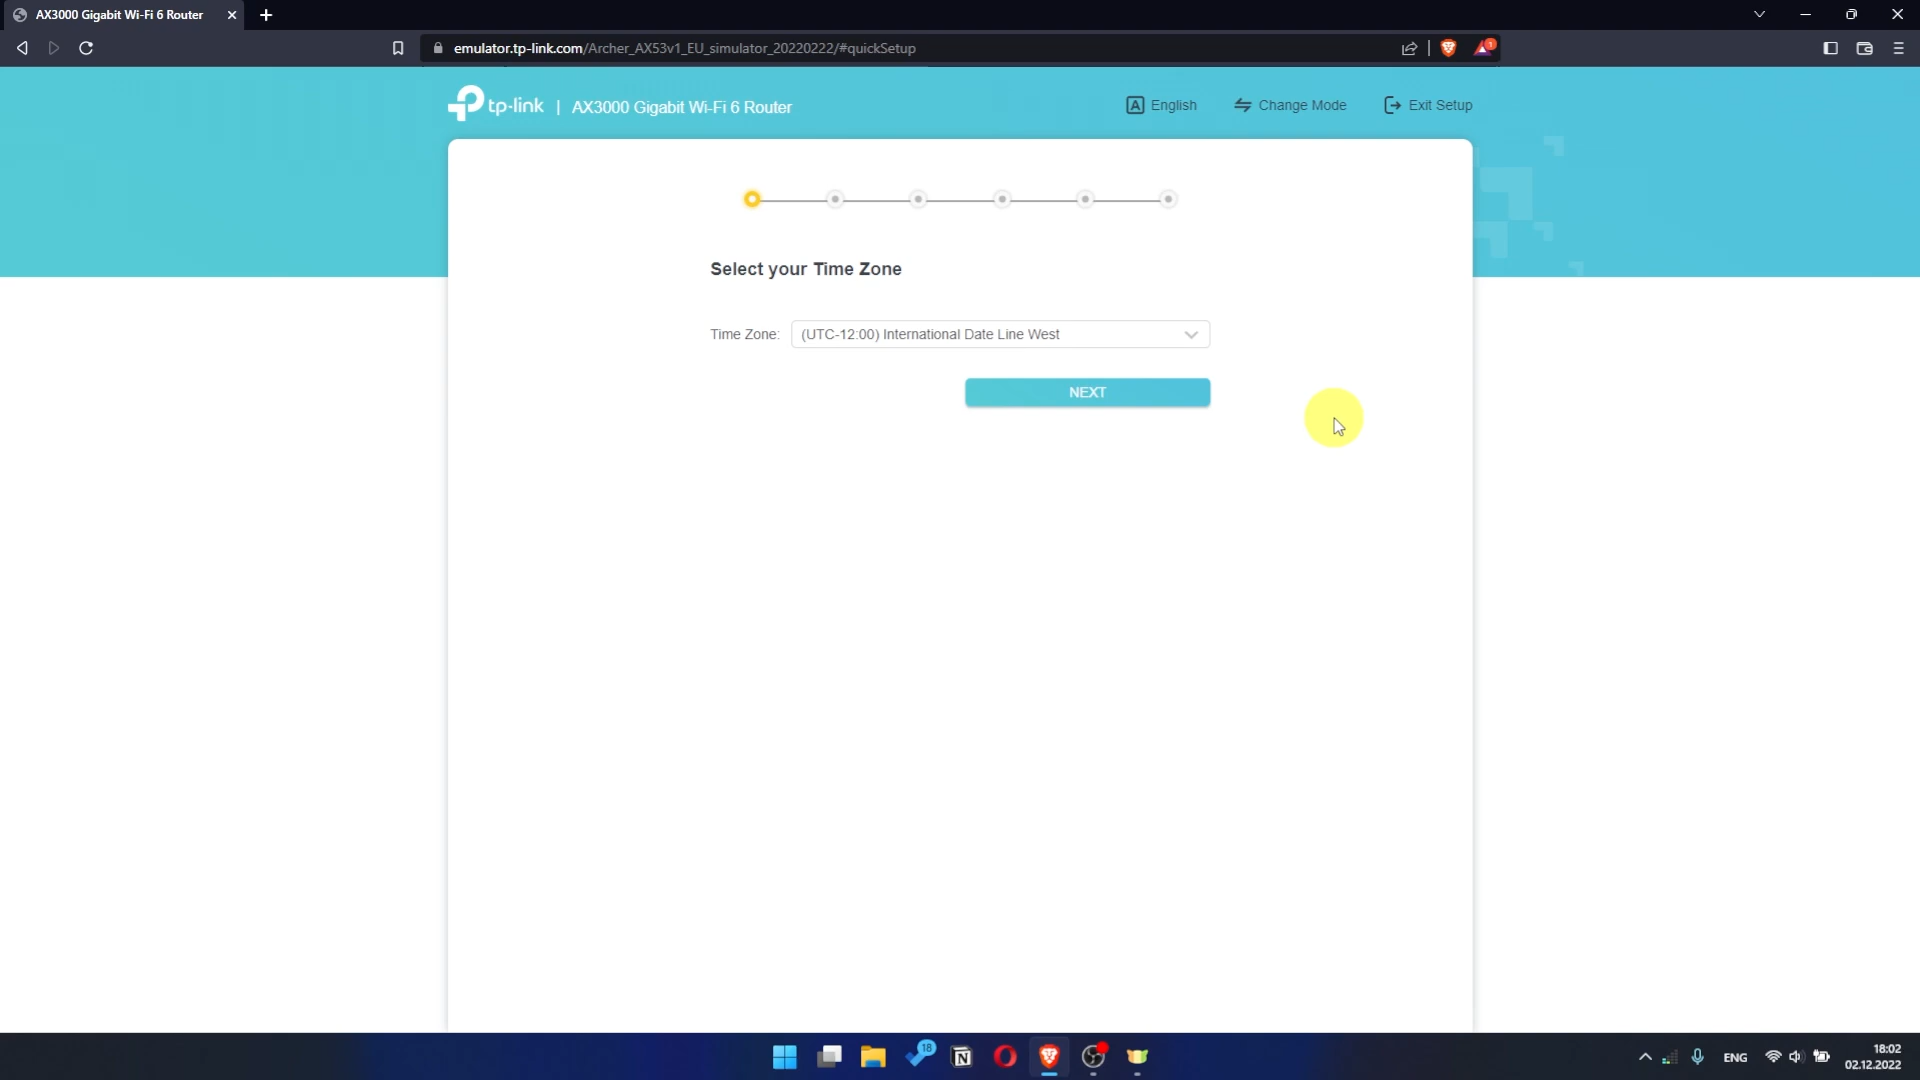 AX3000 Gigabit Wi-Fi 6 Router
emulator.tp-link.com/Archer_AX53v1_EU_simulator_20220222/#quickSetup
1
tp-link | AX3000 Gigabit Wi-Fi 6 Router
A English
Change Mode
Exit Setup
Select your Time Zone
Time Zone: (UTC-12:00) International Date Line West
NEXT
18
N
ENG
18:02
02.12.2022